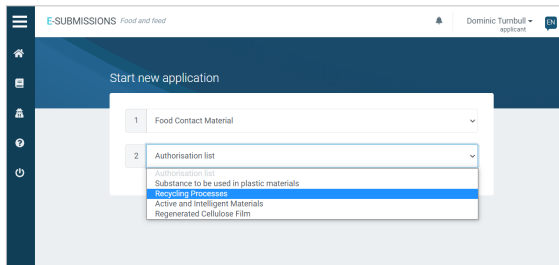 E-SUBMISSIONS Food and feed
Dominic Turnbull
applicant
EN
Start new application
1 Food Contact Material
2 Authorisation list
Authorisation list
Substance to be used in plastic materials
Recycling Processes
Active and Intelligent Materials
Regenerated Cellulose Film